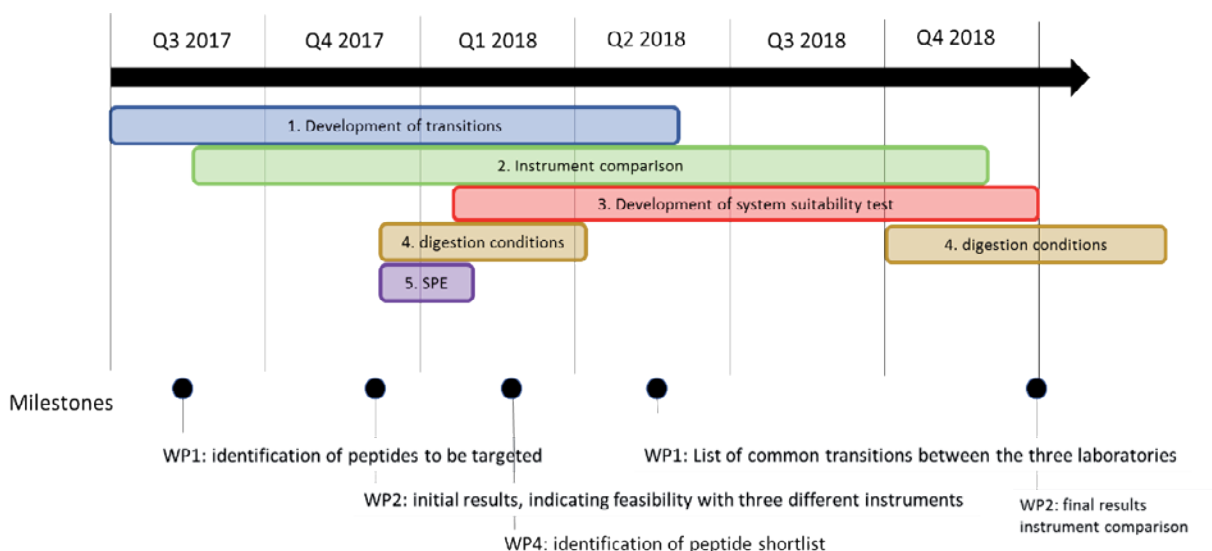 Q3 2017
Q4 2017
Q1 2018
Q2 2018
Q3 2018
Q4 2018
1. Development of transitions
2. Instrument comparison
3. Development of system suitability test
4. digestion conditions
4. digestion conditions
5. SPE
Milestones
WP1: identification of peptides to be targeted
WP1: List of common transitions between the three laboratories
WP2: initial results, indicating feasibility with three different instruments
WP2: final results
instrument comparison
WP4: identification of peptide shortlist